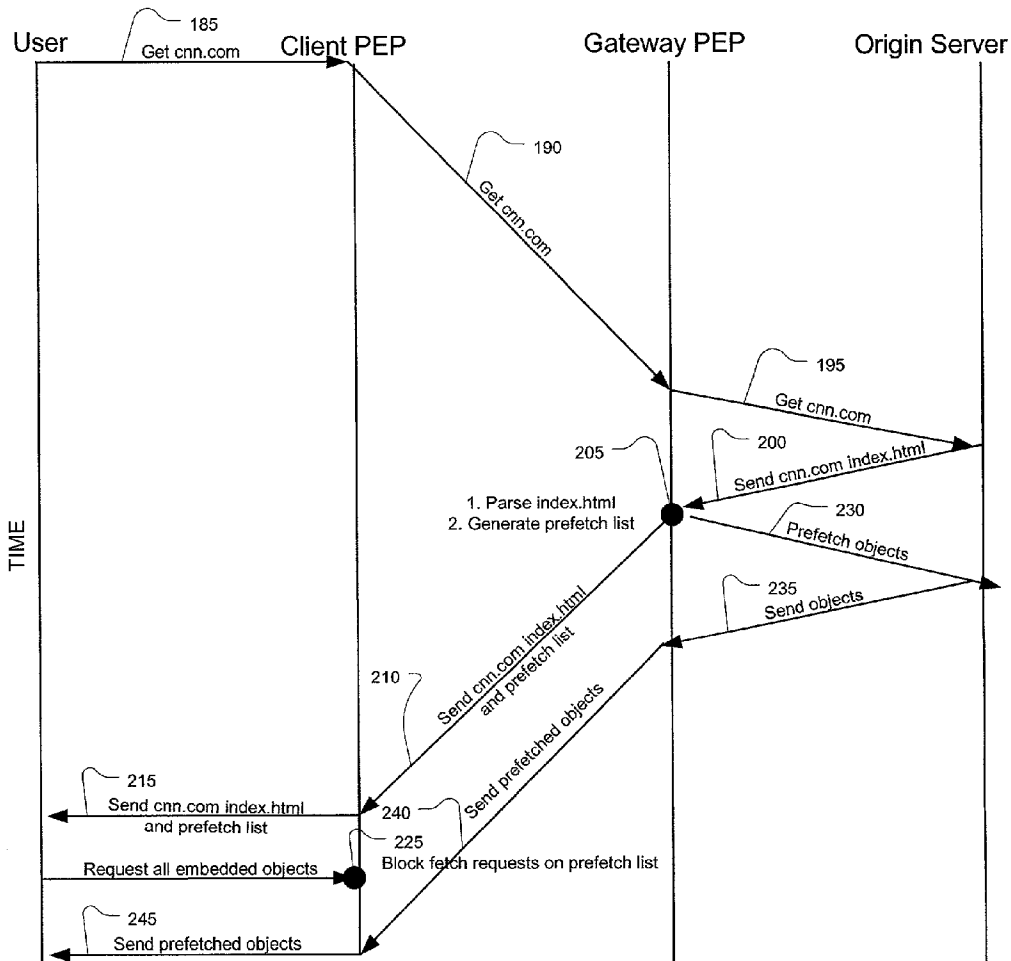 185
User
Get cnn.com
Client PEP
Gateway PEP
Origin Server
190
Get cnn.com
195
Get cnn.com
205
200
Send cnn.com index.html
1. Parse index.html
2. Generate prefetch list
230
Prefetch objects
TIME
235
Send objects
210
Send cnn.com index.html
and prefetch list
Send prefetched objects
215
Send cnn.com index.html
and prefetch list
240
225
Block fetch requests on prefetch list
Request all embedded objects
245
Send prefetched objects